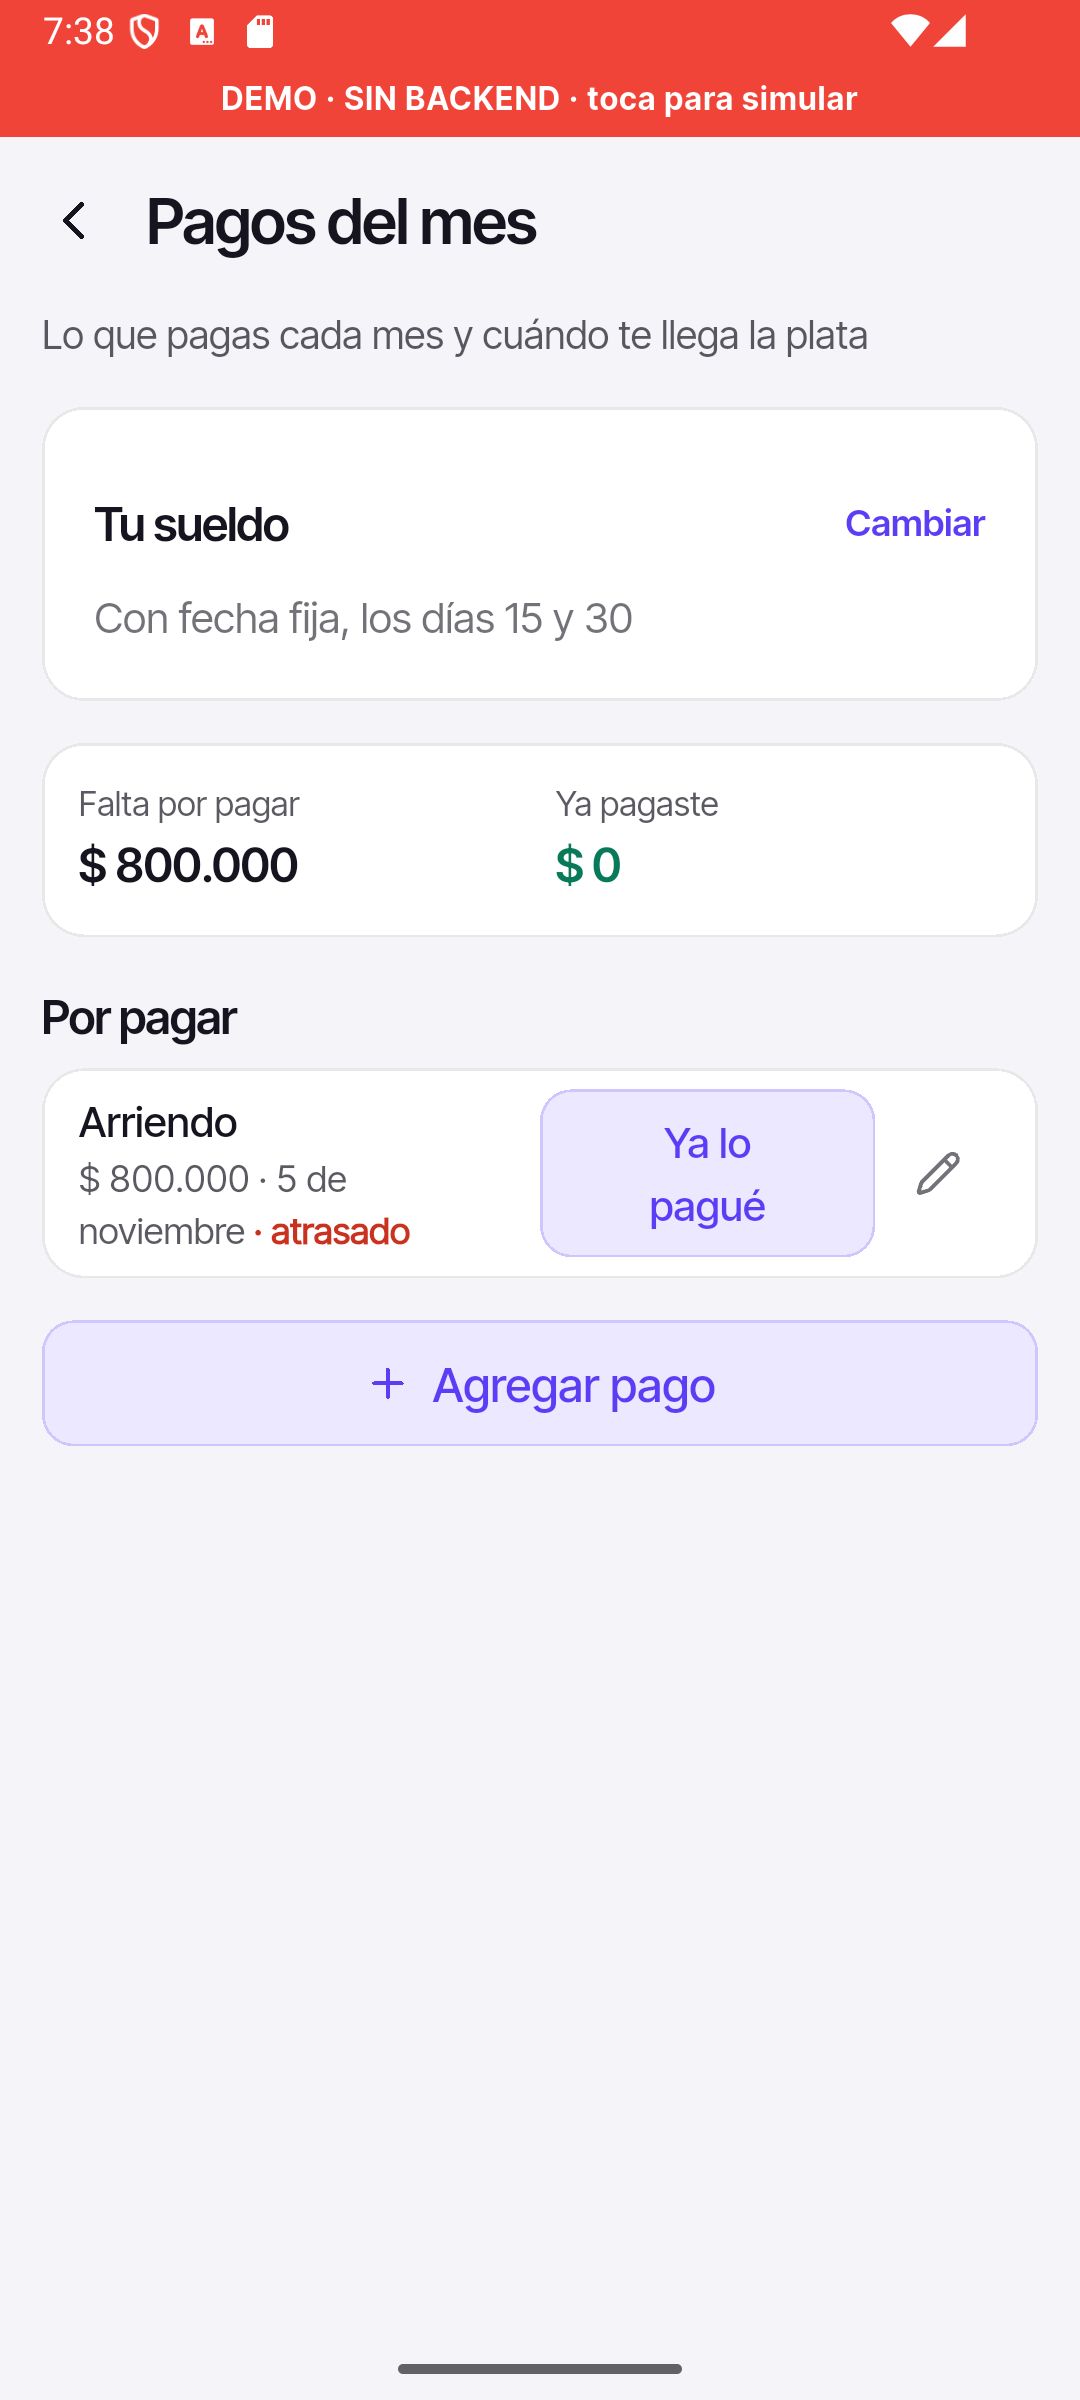 7:38
DEMO · SIN BACKEND · toca para simular
Pagos del mes
Lo que pagas cada mes y cuándo te llega la plata
Tu sueldo
Cambiar
Con fecha fija, los días 15 y 30
Falta por pagar
Ya pagaste
$ 800.000
$ 0
Por pagar
Arriendo
$ 800.000 · 5 de
noviembre · atrasado
Ya lo
pagué
+ Agregar pago